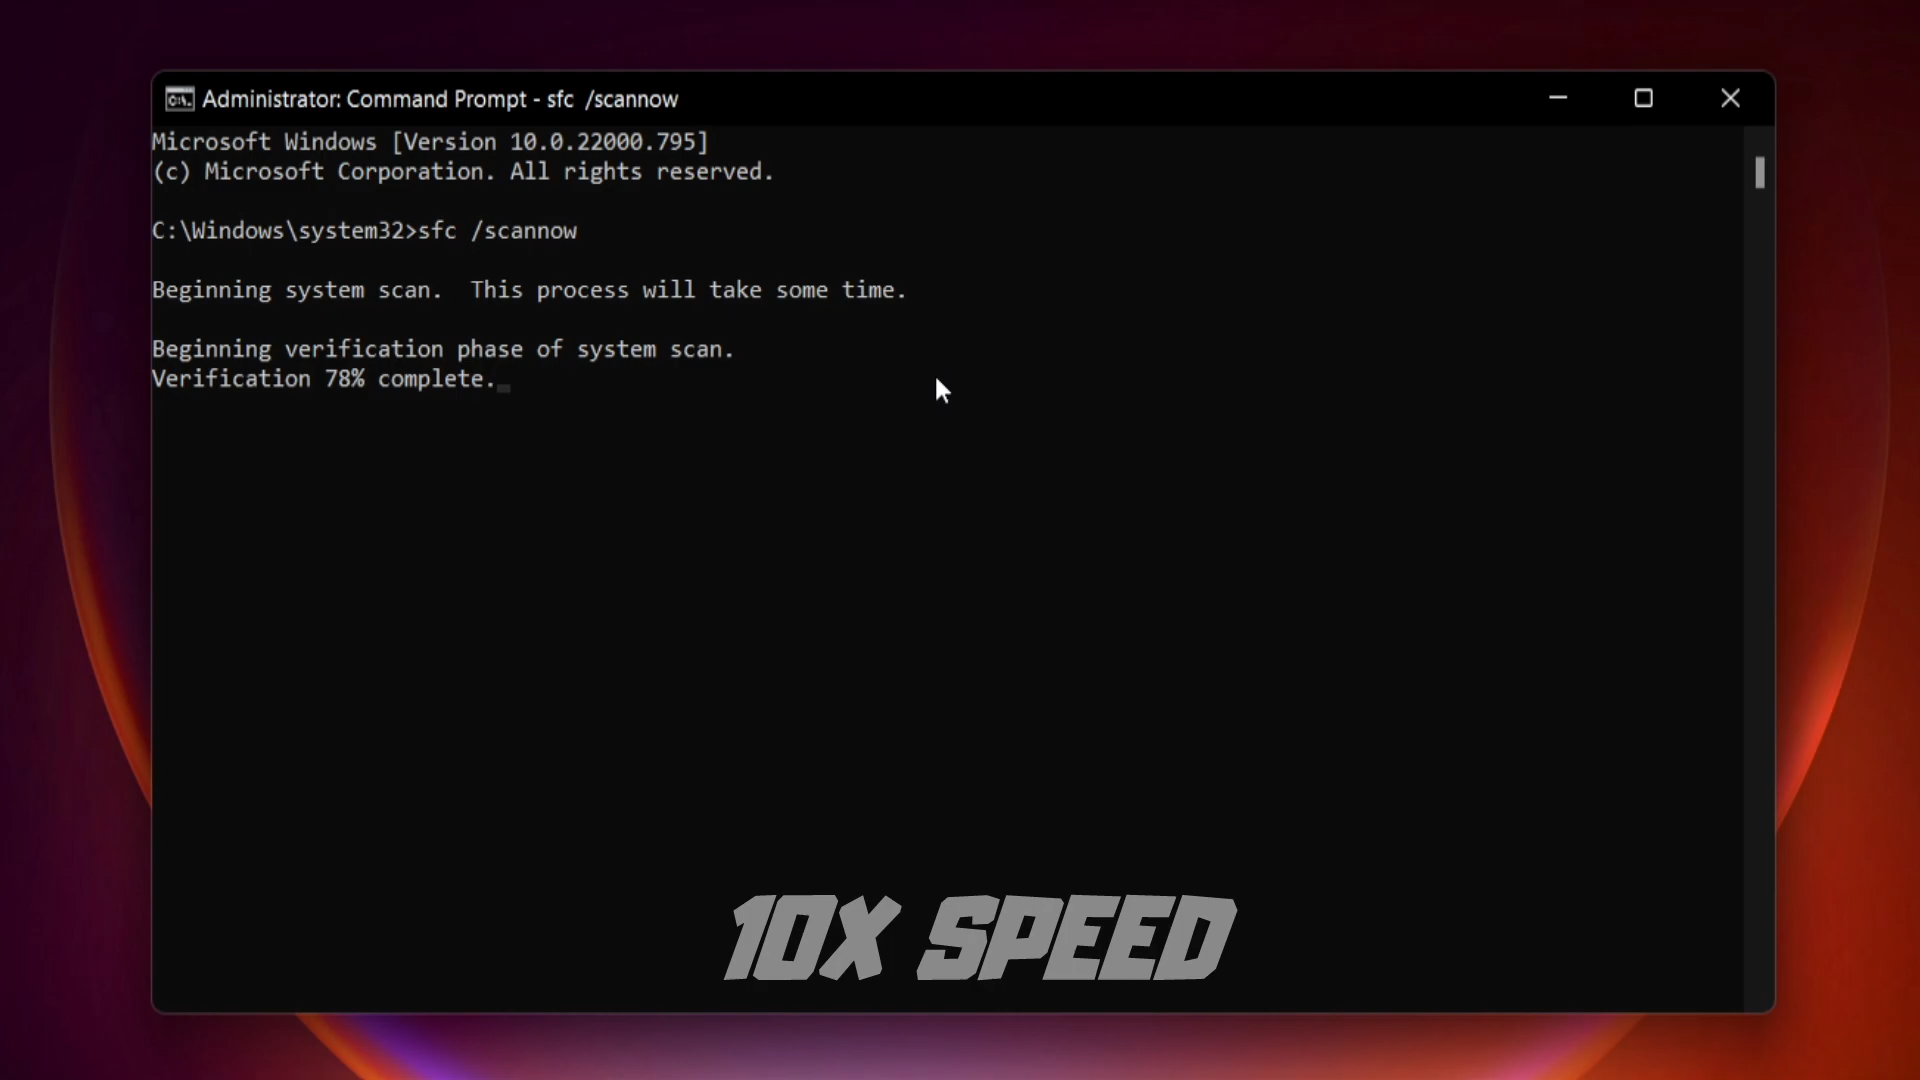 Administrator: Command Prompt - sfc  /scannow
Microsoft Windows [Version 10.0.22000.795]
(c) Microsoft Corporation. All rights reserved.
C:\Windows\system32>sfc /scannow
Beginning system scan.  This process will take some time.
Beginning verification phase of system scan.
Verification 78% complete.
10X SPEED